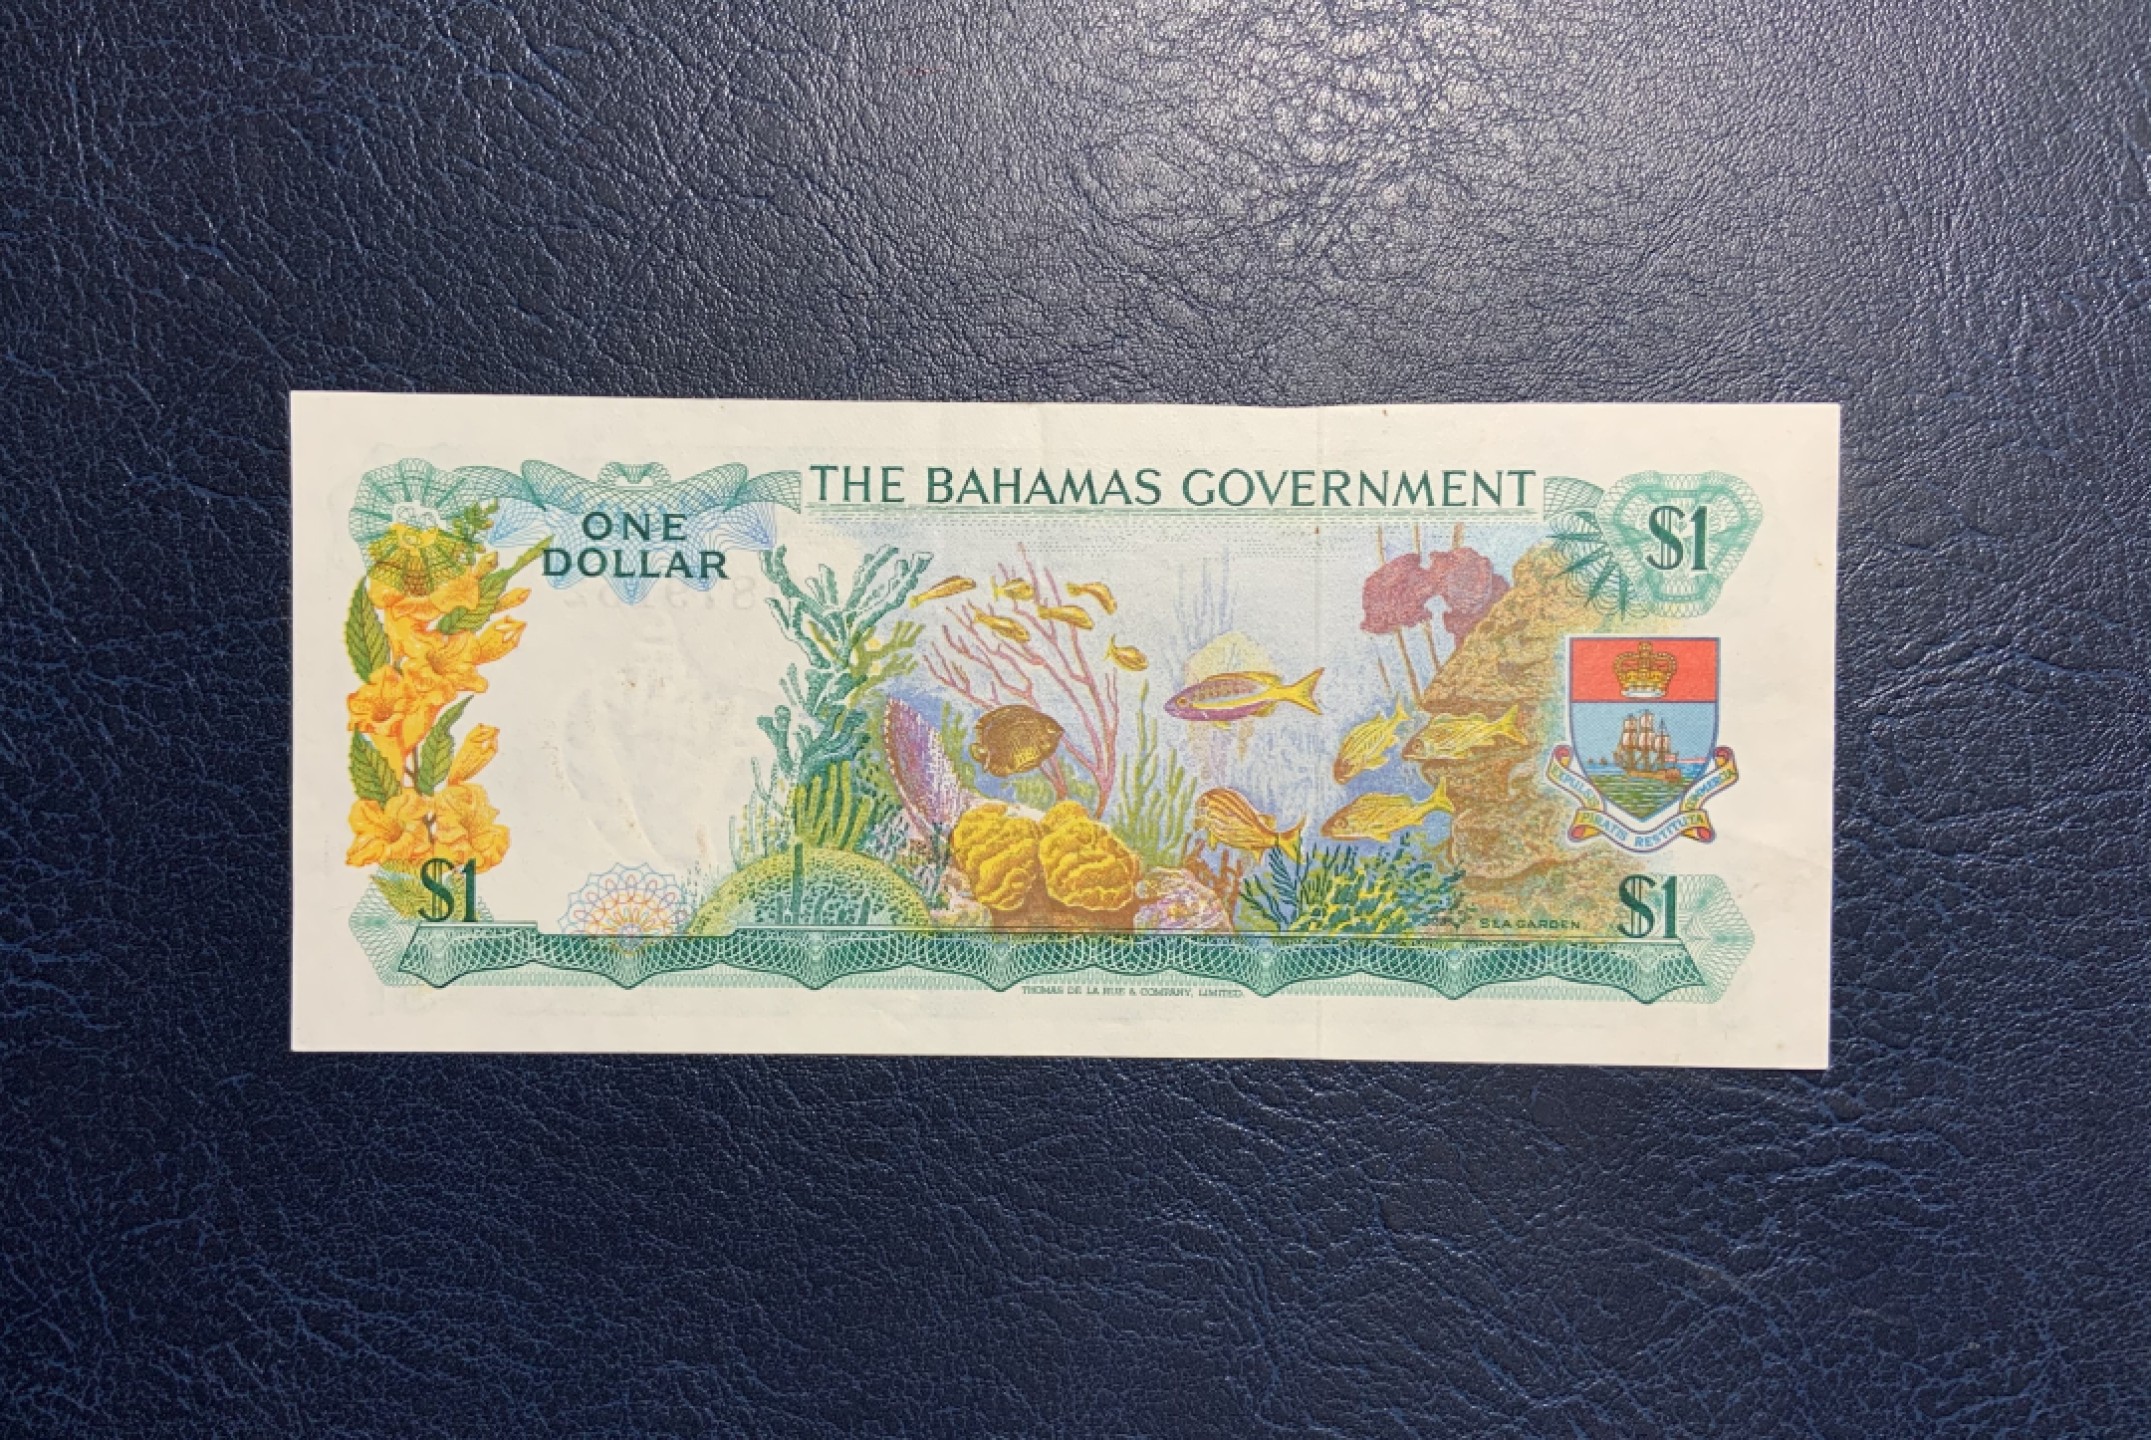 THE BAHAMAS GOVERNMENT
ONE
DOLLAR
$1
EXPULSIS
PIRATIS RESTITUTA
COMMERCIA
$1
SEA GARDEN
$1
THOMAS DE LA RUE & COMPANY, LIMITED.